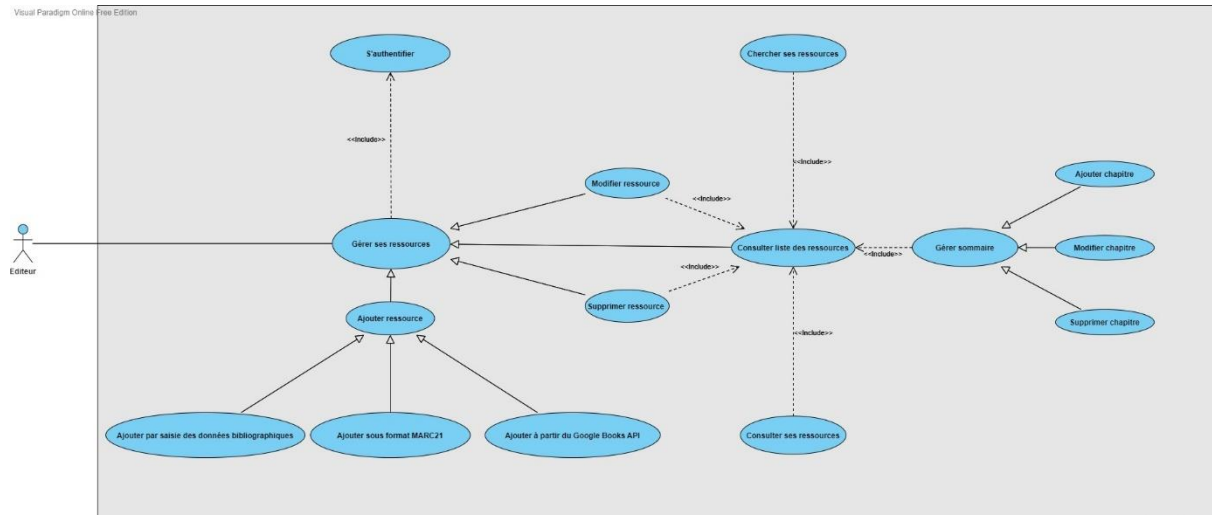 Visual Paradigm Online Free Edition
S'authentifier
Chercher ses ressources
<<Include>>
<<Include>>
Modifier ressource
Ajouter chapitre
<<Include>>
Gérer ses ressources
Consulter liste des ressources
<<Include>>
Gérer sommaire
Modifier chapitre
Editeur
<<Include>>
Supprimer ressource
Ajouter ressource
Supprimer chapitre
<<Include>>
Ajouter par saisie des données bibliographiques
Ajouter sous format MARC21
Ajouter à partir du Google Books API
Consulter ses ressources